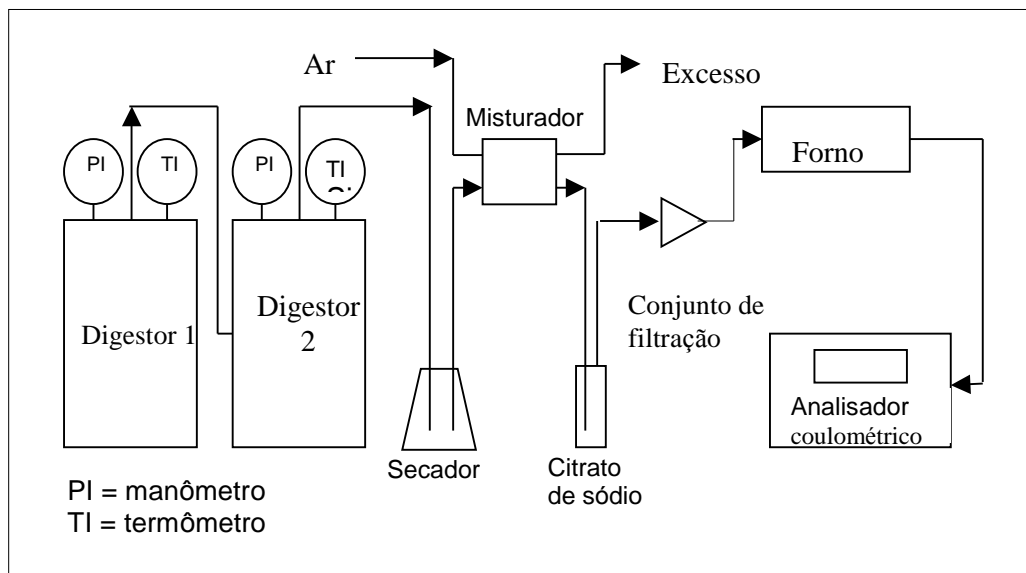 Ar
Excesso
Misturador
Forno
PI
TI
PI
TI
Digestor 1
Digestor
2
Conjunto de
filtração
Analisador
coulométrico
Secador
Citrato
de sódio
PI = manômetro
TI = termômetro